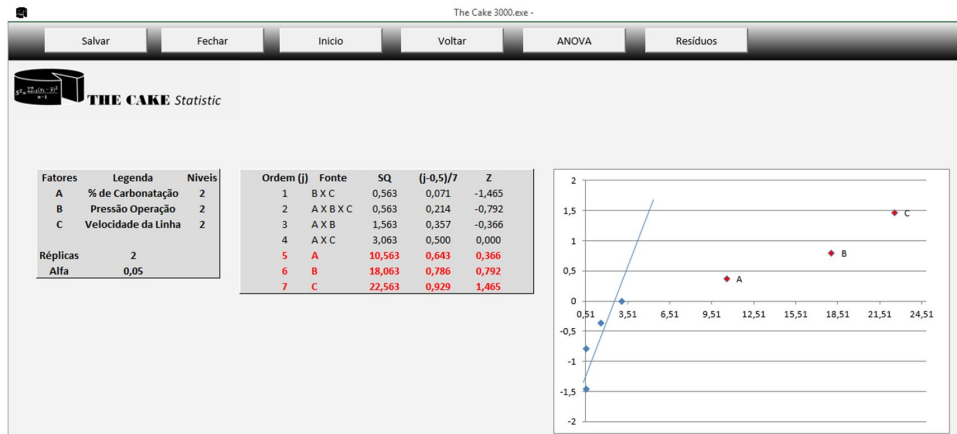 The Cake 3000.exe -
Salvar Fechar Inicio Voltar ANOVA Resíduos
THE CAKE Statistic
Fatores Legenda Niveis
A % de Carbonatação 2
B Pressão Operação 2
C Velocidade da Linha 2
Réplicas 2
Alfa 0,05
Ordem (j) Fonte SQ (j-0,5)/7 Z
1 B X C 0,563 0,071 -1,465
2 A X B X C 0,563 0,214 -0,792
3 A X B 1,563 0,357 -0,366
4 A X C 3,063 0,500 0,000
5 A 10,563 0,643 0,366
6 B 18,063 0,786 0,792
7 C 22,563 0,929 1,465
2
1,5
1
0,5
0
-0,5
-1
-1,5
-2
0,51 3,51 6,51 9,51 12,51 15,51 18,51 21,51 24,51
C
B
A